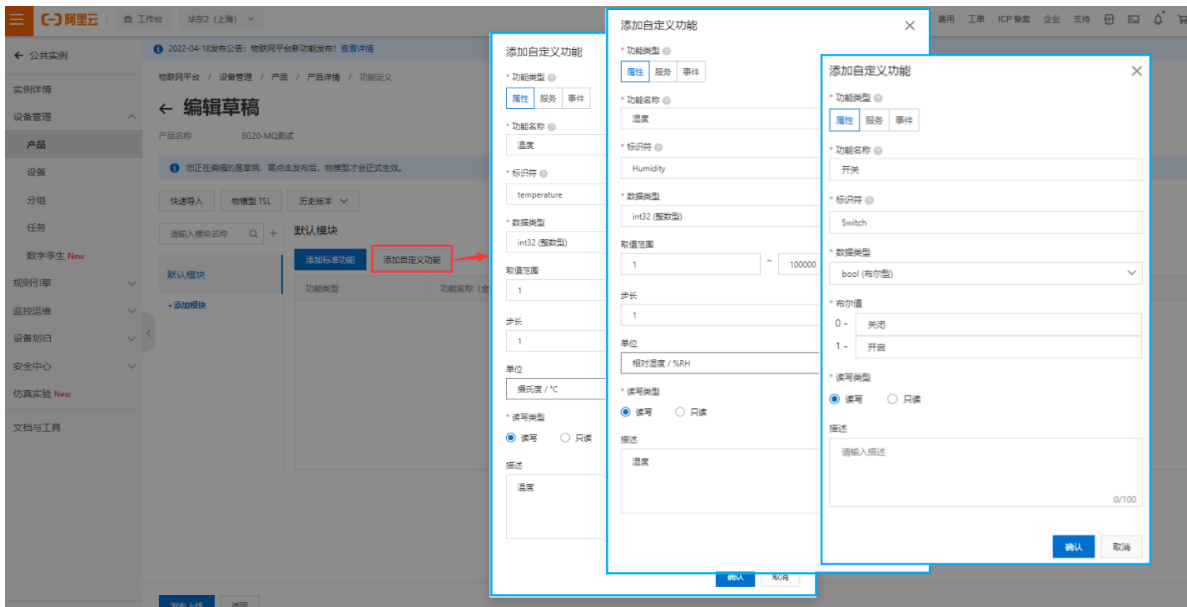 阿里云
工作台
华东2 (上海)
费用 工单 ICP 备案 企业 支持
公共实例
2022-04-18发布公告：物联网平台新功能发布！查看详情
物联网平台 / 设备管理 / 产品 / 产品详情 / 功能定义
← 编辑草稿
产品名称 EG20-MQ测试
您正在编辑的是草稿，需点击发布后，物模型才会正式生效。
快速导入 物模型 TSL 历史版本
请输入模块名称 默认模块
添加标准功能 添加自定义功能
默认模块
功能类型 功能名称 (全
+添加模块
发布上线 返回
实例详情
设备管理
产品
设备
分组
任务
数字孪生 New
规则引擎
监控运维
设备划归
安全中心
仿真实验 New
文档与工具
添加自定义功能
* 功能类型
属性 服务 事件
* 功能名称
温度
* 标识符
temperature
* 数据类型
int32 (整数型)
取值范围
1
步长
1
单位
摄氏度 / °C
* 读写类型
读写 只读
描述
温度
添加自定义功能
* 功能类型
属性 服务 事件
* 功能名称
湿度
* 标识符
Humidity
* 数据类型
int32 (整数型)
取值范围
1 ~ 100000
步长
1
单位
相对湿度 / %RH
* 读写类型
读写 只读
描述
湿度
确认 取消
添加自定义功能
* 功能类型
属性 服务 事件
* 功能名称
开关
* 标识符
Switch
* 数据类型
bool (布尔型)
* 布尔值
0 - 关闭
1 - 开启
* 读写类型
读写 只读
描述
请输入描述
0/100
确认 取消